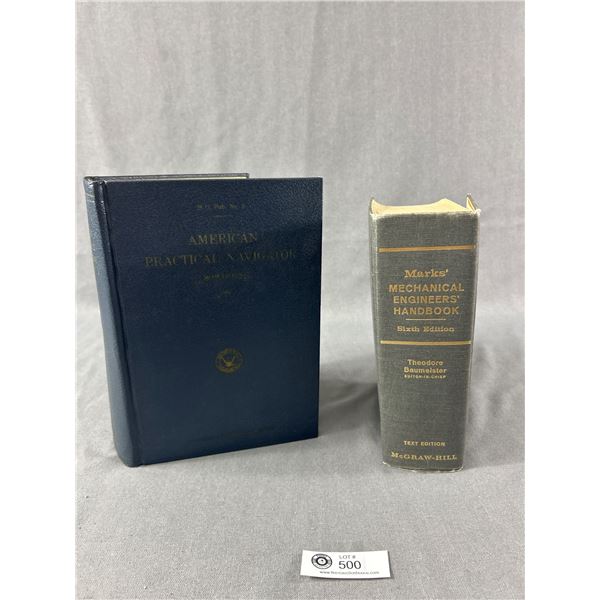 H. O. Pub. No. 9
AMERICAN
PRACTICAL NAVIGATOR
BOWDITCH
Marks'
MECHANICAL
ENGINEERS'
HANDBOOK
Sixth Edition
Theodore
Baumeister
EDITOR-IN-CHIEF
TEXT EDITION
McGRAW-HILL
LOT #
500